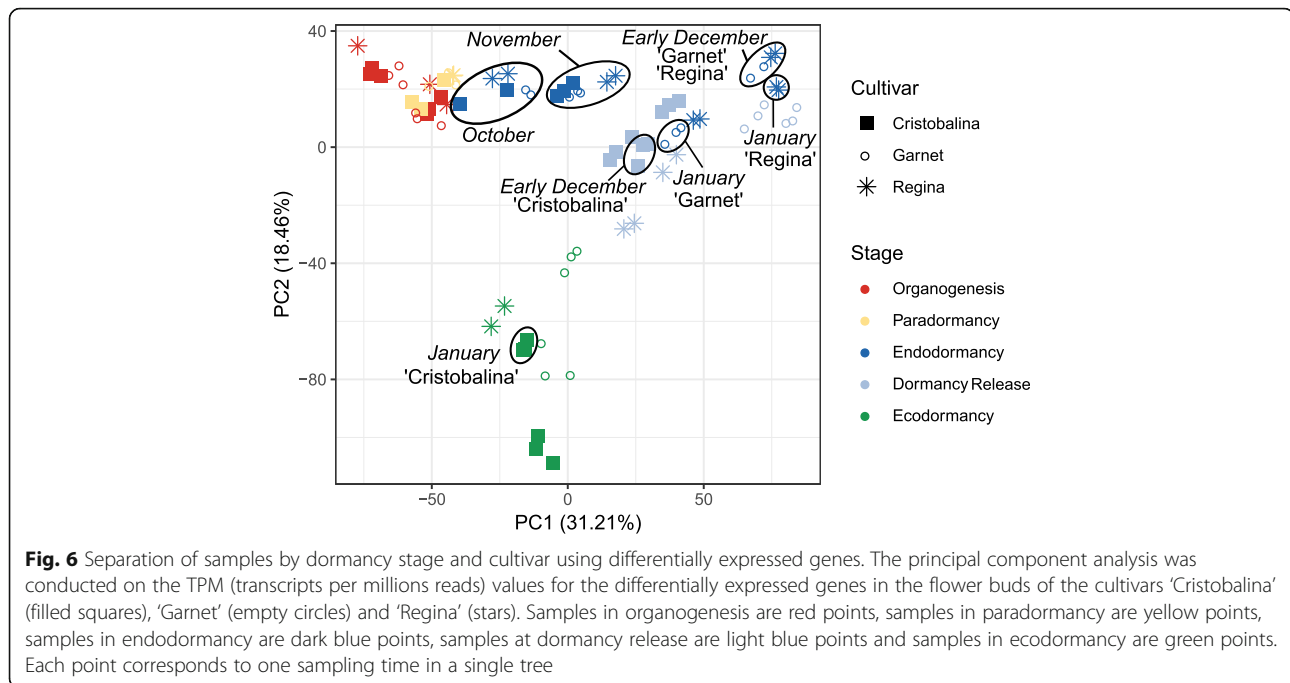 40
0
−40
−80
−50
0
50
PC2 (18.46%)
PC1 (31.21%)
November
Early December
'Garnet'
'Regina'
October
January
'Regina'
Early December
'Cristobalina'
January
'Garnet'
January
'Cristobalina'
Cultivar
Cristobalina
Garnet
Regina
Stage
Organogenesis
Paradormancy
Endodormancy
Dormancy Release
Ecodormancy
Fig. 6 Separation of samples by dormancy stage and cultivar using differentially expressed genes. The principal component analysis was
conducted on the TPM (transcripts per millions reads) values for the differentially expressed genes in the flower buds of the cultivars ‘Cristobalina’
(filled squares), ‘Garnet’ (empty circles) and ‘Regina’ (stars). Samples in organogenesis are red points, samples in paradormancy are yellow points,
samples in endodormancy are dark blue points, samples at dormancy release are light blue points and samples in ecodormancy are green points.
Each point corresponds to one sampling time in a single tree